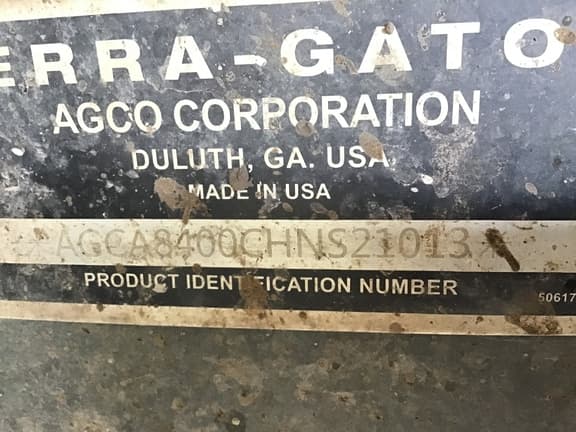 ERRA-GATO
AGCO CORPORATION
DULUTH, GA. USA.
MADE IN USA
*AGCA8400CHNS21013*
PRODUCT IDENTIFICATION NUMBER
50617